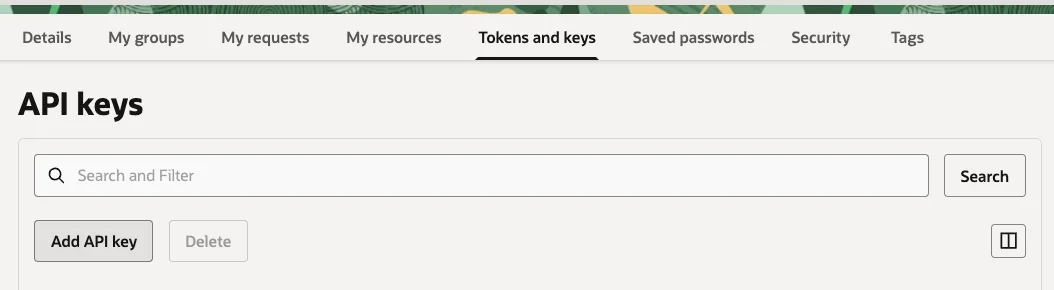 Details My groups My requests My resources Tokens and keys Saved passwords Security Tags
API keys
Search and Filter Search
Add API key Delete